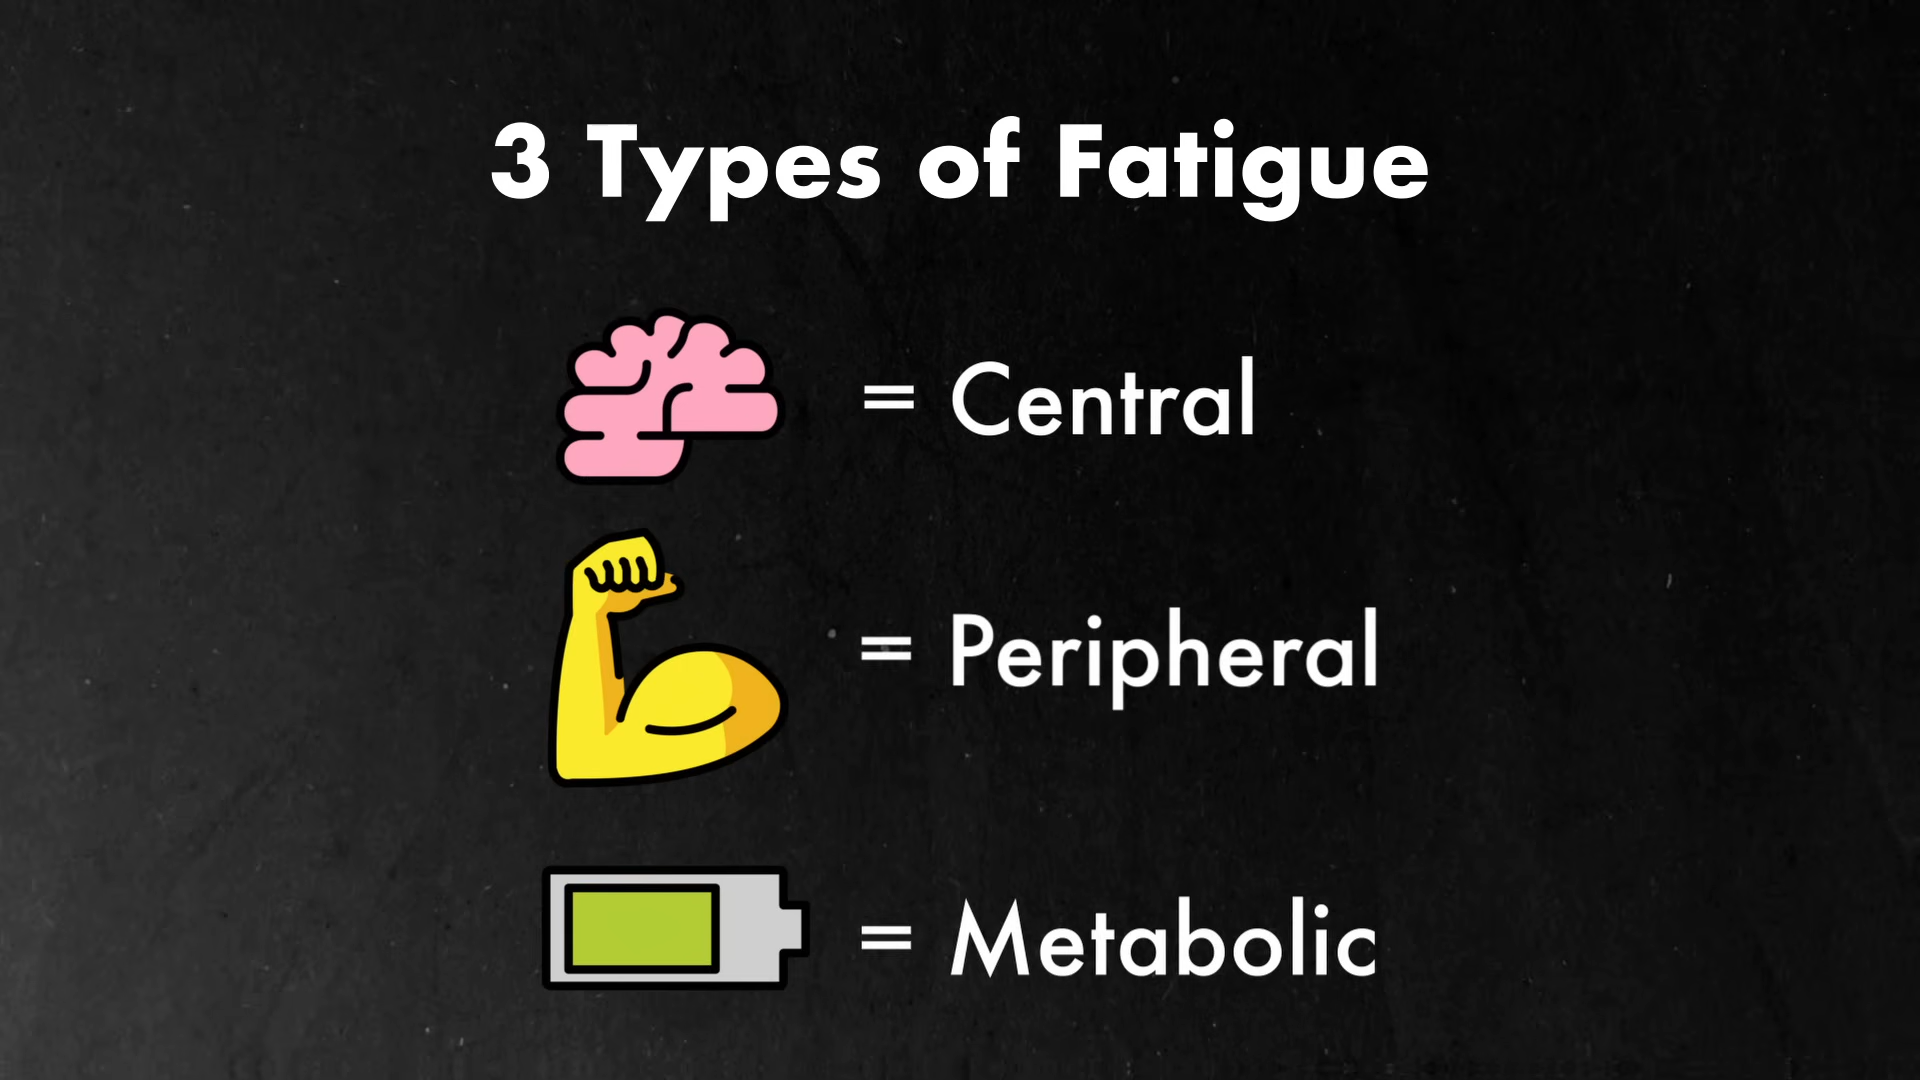 3 Types of Fatigue
= Central
= Peripheral
= Metabolic